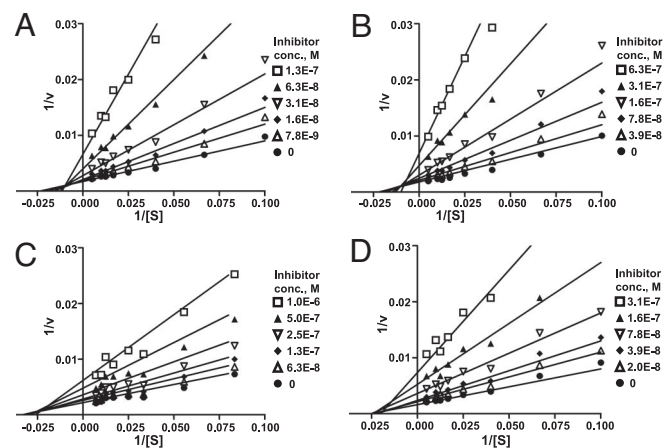 A
0.03
0.02
0.01
1/v
-0.025 0.000 0.025 0.050 0.075 0.100
1/[S]
Inhibitor
conc., M
□ 1.3E-7
▲ 6.3E-8
▽ 3.1E-8
◆ 1.6E-8
△ 7.8E-9
● 0
B
0.03
0.02
0.01
1/v
-0.025 0.000 0.025 0.050 0.075 0.100
1/[S]
Inhibitor
conc., M
□ 6.3E-7
▲ 3.1E-7
▽ 1.6E-7
◆ 7.8E-8
△ 3.9E-8
● 0
C
0.03
0.02
0.01
1/v
-0.025 0.000 0.025 0.050 0.075 0.100
1/[S]
Inhibitor
conc., M
□ 1.0E-6
▲ 5.0E-7
▽ 2.5E-7
◆ 1.3E-7
△ 6.3E-8
● 0
D
0.03
0.02
0.01
1/v
-0.025 0.000 0.025 0.050 0.075 0.100
1/[S]
Inhibitor
conc., M
□ 3.1E-7
▲ 1.6E-7
▽ 7.8E-8
◆ 3.9E-8
△ 2.0E-8
● 0